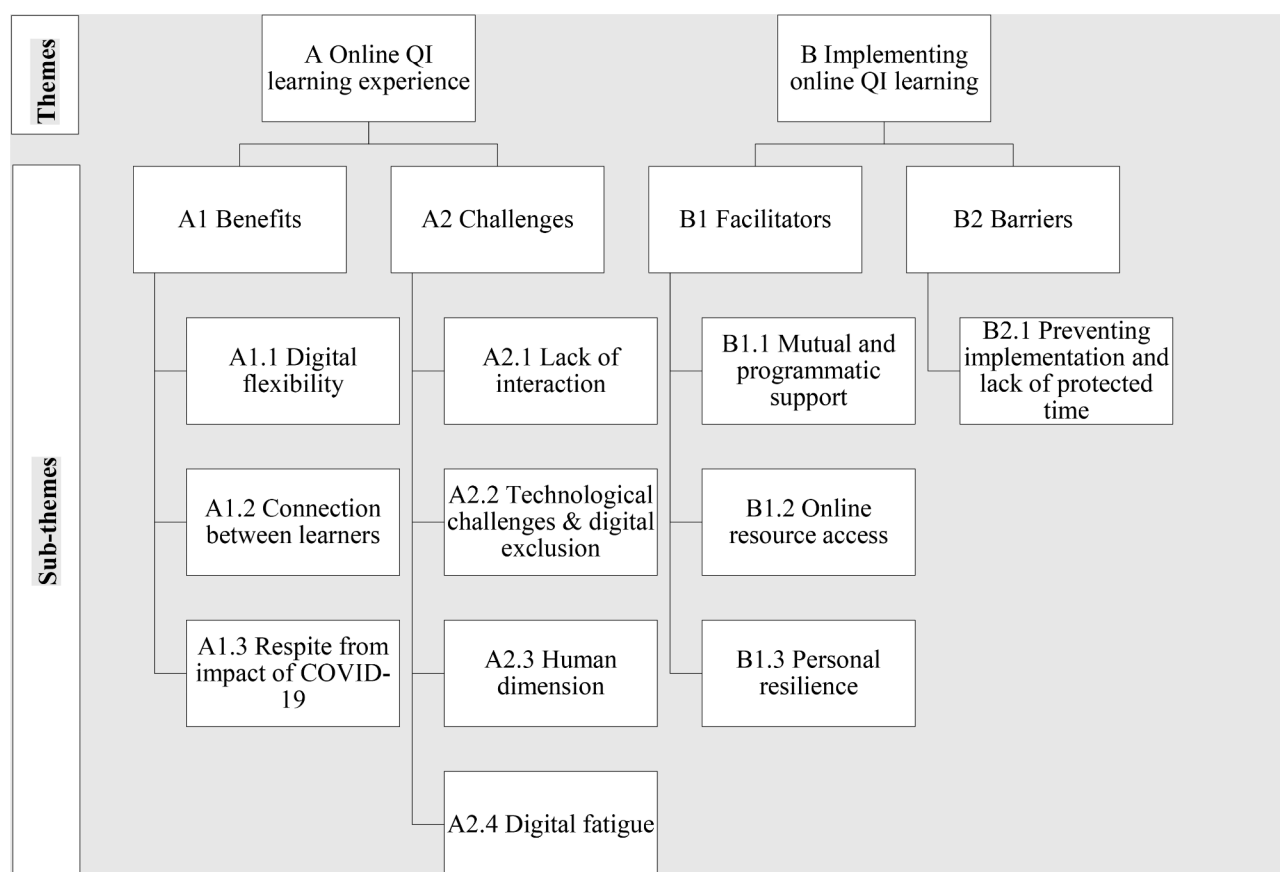 Themes
A Online QI
learning experience
B Implementing
online QI learning
Sub-themes
A1 Benefits
A2 Challenges
B1 Facilitators
B2 Barriers
A1.1 Digital
flexibility
A2.1 Lack of
interaction
B1.1 Mutual and
programmatic
support
B2.1 Preventing
implementation and
lack of protected
time
A1.2 Connection
between learners
A2.2 Technological
challenges & digital
exclusion
B1.2 Online
resource access
A1.3 Respite from
impact of COVID-
19
A2.3 Human
dimension
B1.3 Personal
resilience
A2.4 Digital fatigue